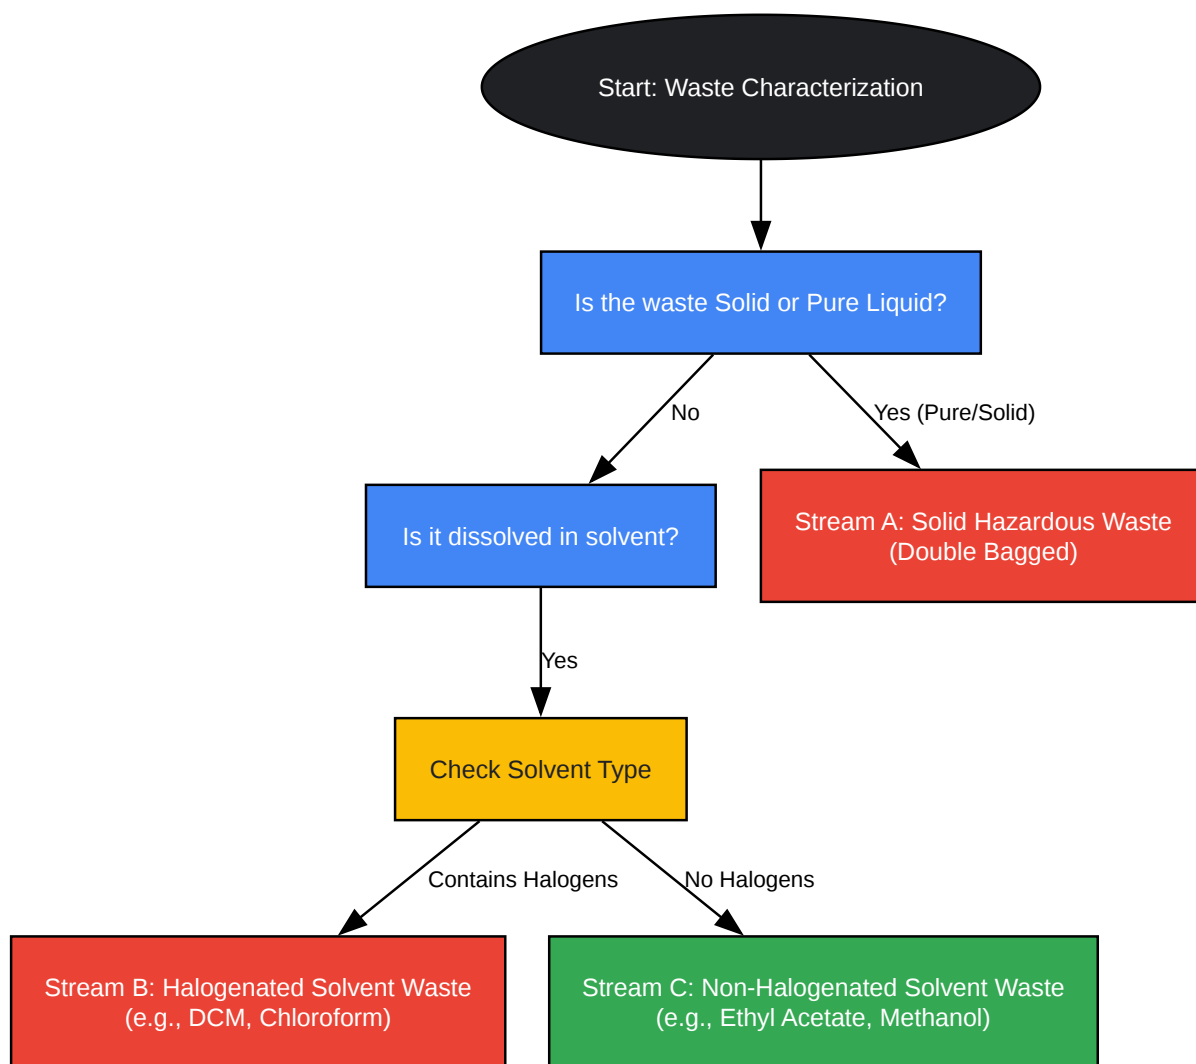 Start: Waste Characterization
Is the waste Solid or Pure Liquid?
No
Yes (Pure/Solid)
Is it dissolved in solvent?
Stream A: Solid Hazardous Waste
(Double Bagged)
Yes
Check Solvent Type
Contains Halogens
No Halogens
Stream B: Halogenated Solvent Waste
(e.g., DCM, Chloroform)
Stream C: Non-Halogenated Solvent Waste
(e.g., Ethyl Acetate, Methanol)